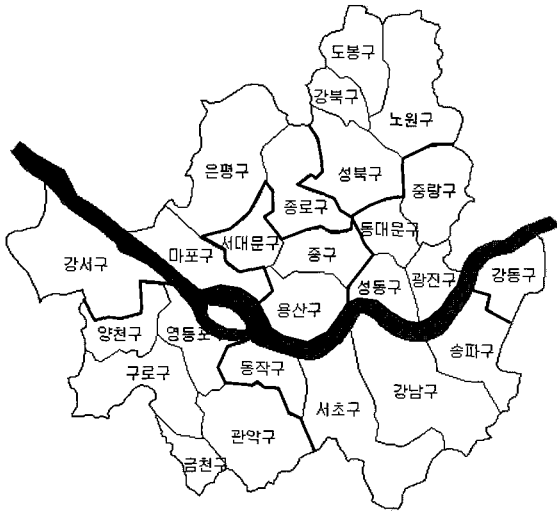 도봉구
강북구
노원구
은평구
성북구
중랑구
종로구
동대문구
서대문구
마포구
중구
강서구
성동구
광진구
강동구
용산구
양천구
영등포
송파구
동작구
구로구
강남구
서초구
관악구
금천구